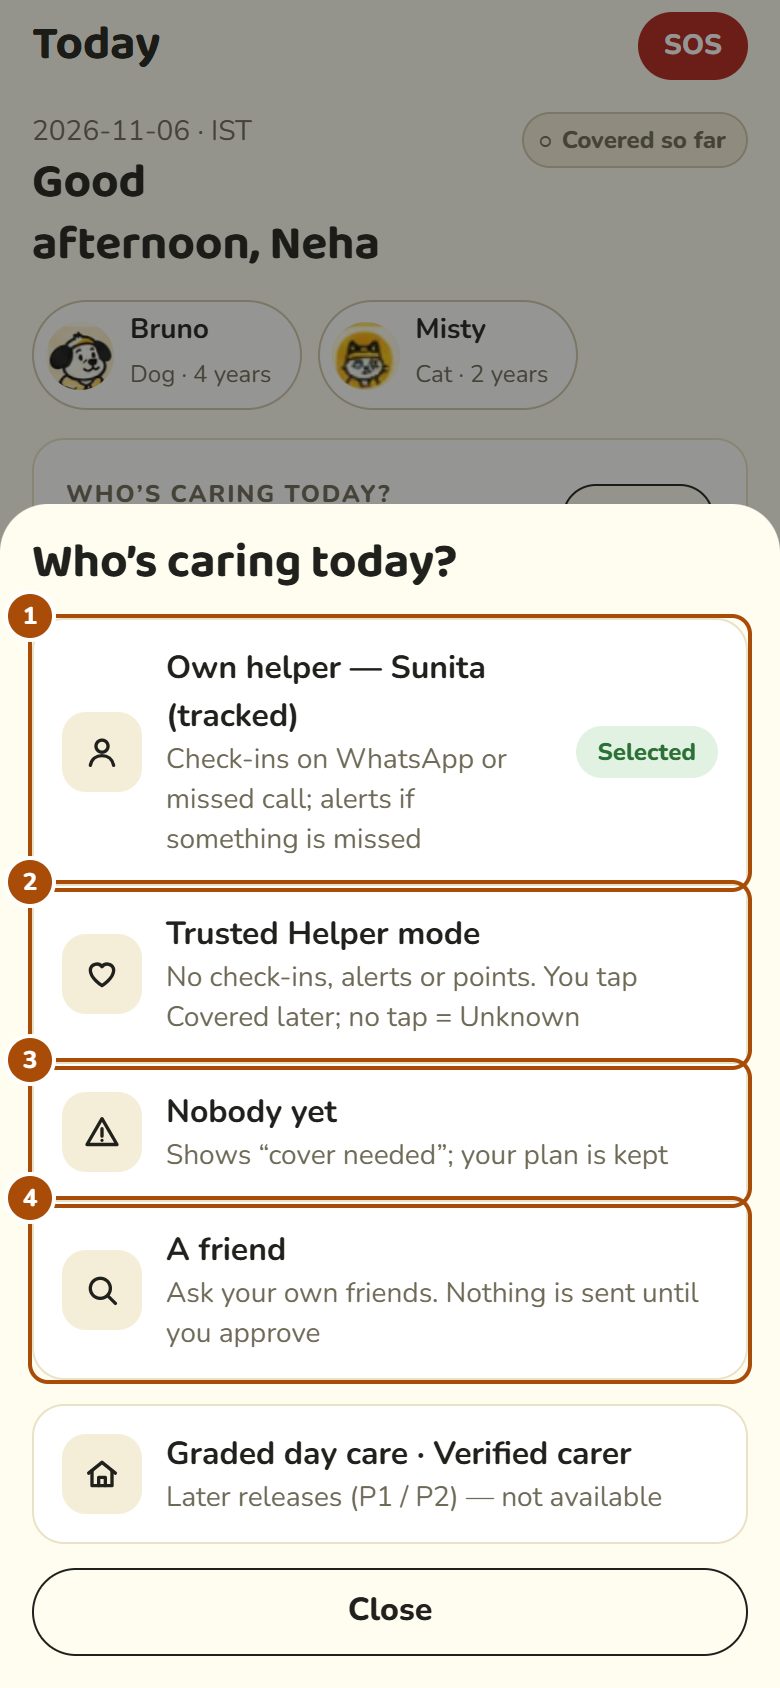 Today
SOS
2026-11-06 · IST
Covered so far
Good
afternoon, Neha
Bruno
Dog · 4 years
Misty
Cat · 2 years
WHO’S CARING TODAY?
Who’s caring today?
1
Own helper — Sunita
(tracked)
Check-ins on WhatsApp or
missed call; alerts if
something is missed
Selected
2
Trusted Helper mode
No check-ins, alerts or points. You tap
Covered later; no tap = Unknown
3
Nobody yet
Shows “cover needed”; your plan is kept
4
A friend
Ask your own friends. Nothing is sent until
you approve
Graded day care · Verified carer
Later releases (P1 / P2) — not available
Close